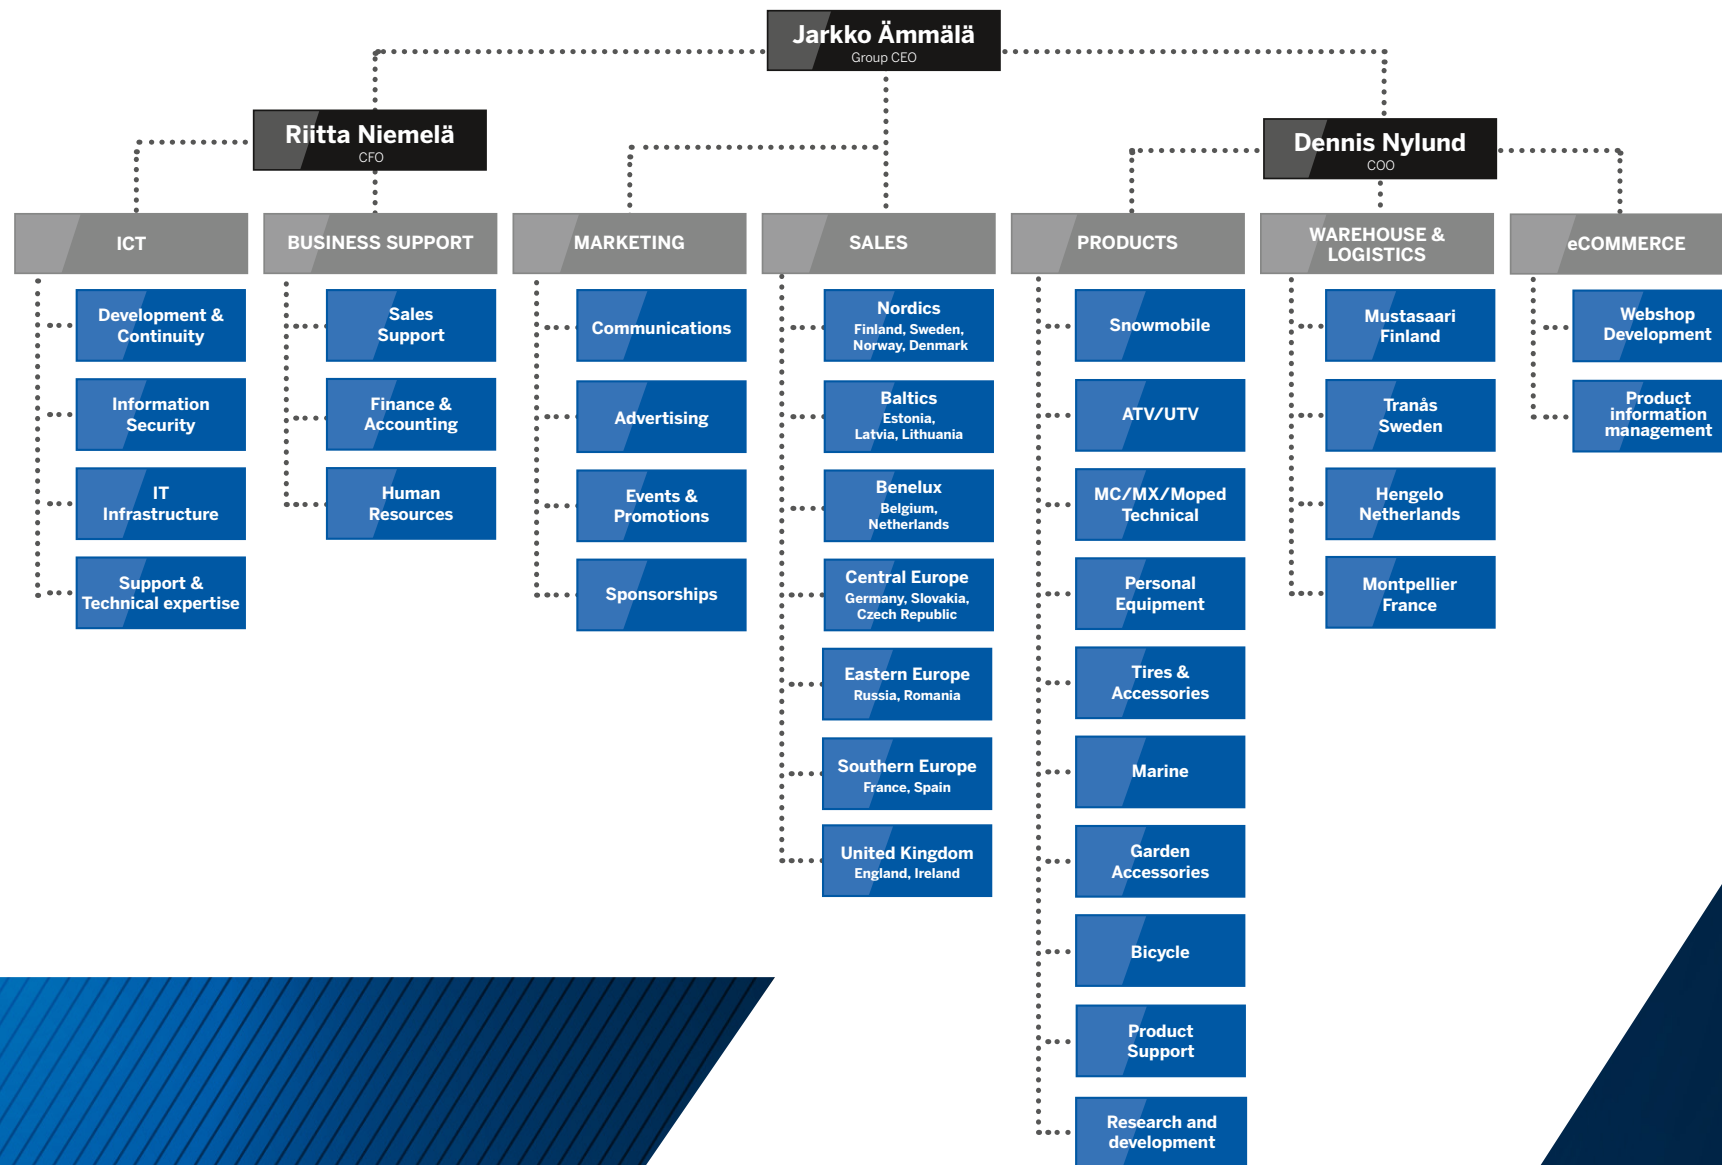 Jarkko Ämmälä
Group CEO
Riitta Niemelä
CFO
Dennis Nylund
COO
ICT
Development &
Continuity
Information
Security
IT
Infrastructure
Support &
Technical expertise
BUSINESS SUPPORT
Sales
Support
Finance &
Accounting
Human
Resources
MARKETING
Communications
Advertising
Events &
Promotions
Sponsorships
SALES
Nordics
Finland, Sweden,
Norway, Denmark
Baltics
Estonia,
Latvia, Lithuania
Benelux
Belgium,
Netherlands
Central Europe
Germany, Slovakia,
Czech Republic
Eastern Europe
Russia, Romania
Southern Europe
France, Spain
United Kingdom
England, Ireland
PRODUCTS
Snowmobile
ATV/UTV
MC/MX/Moped
Technical
Personal
Equipment
Tires &
Accessories
Marine
Garden
Accessories
Bicycle
Product
Support
Research and
development
WAREHOUSE &
LOGISTICS
Mustasaari
Finland
Tranås
Sweden
Hengelo
Netherlands
Montpellier
France
eCOMMERCE
Webshop
Development
Product
information
management